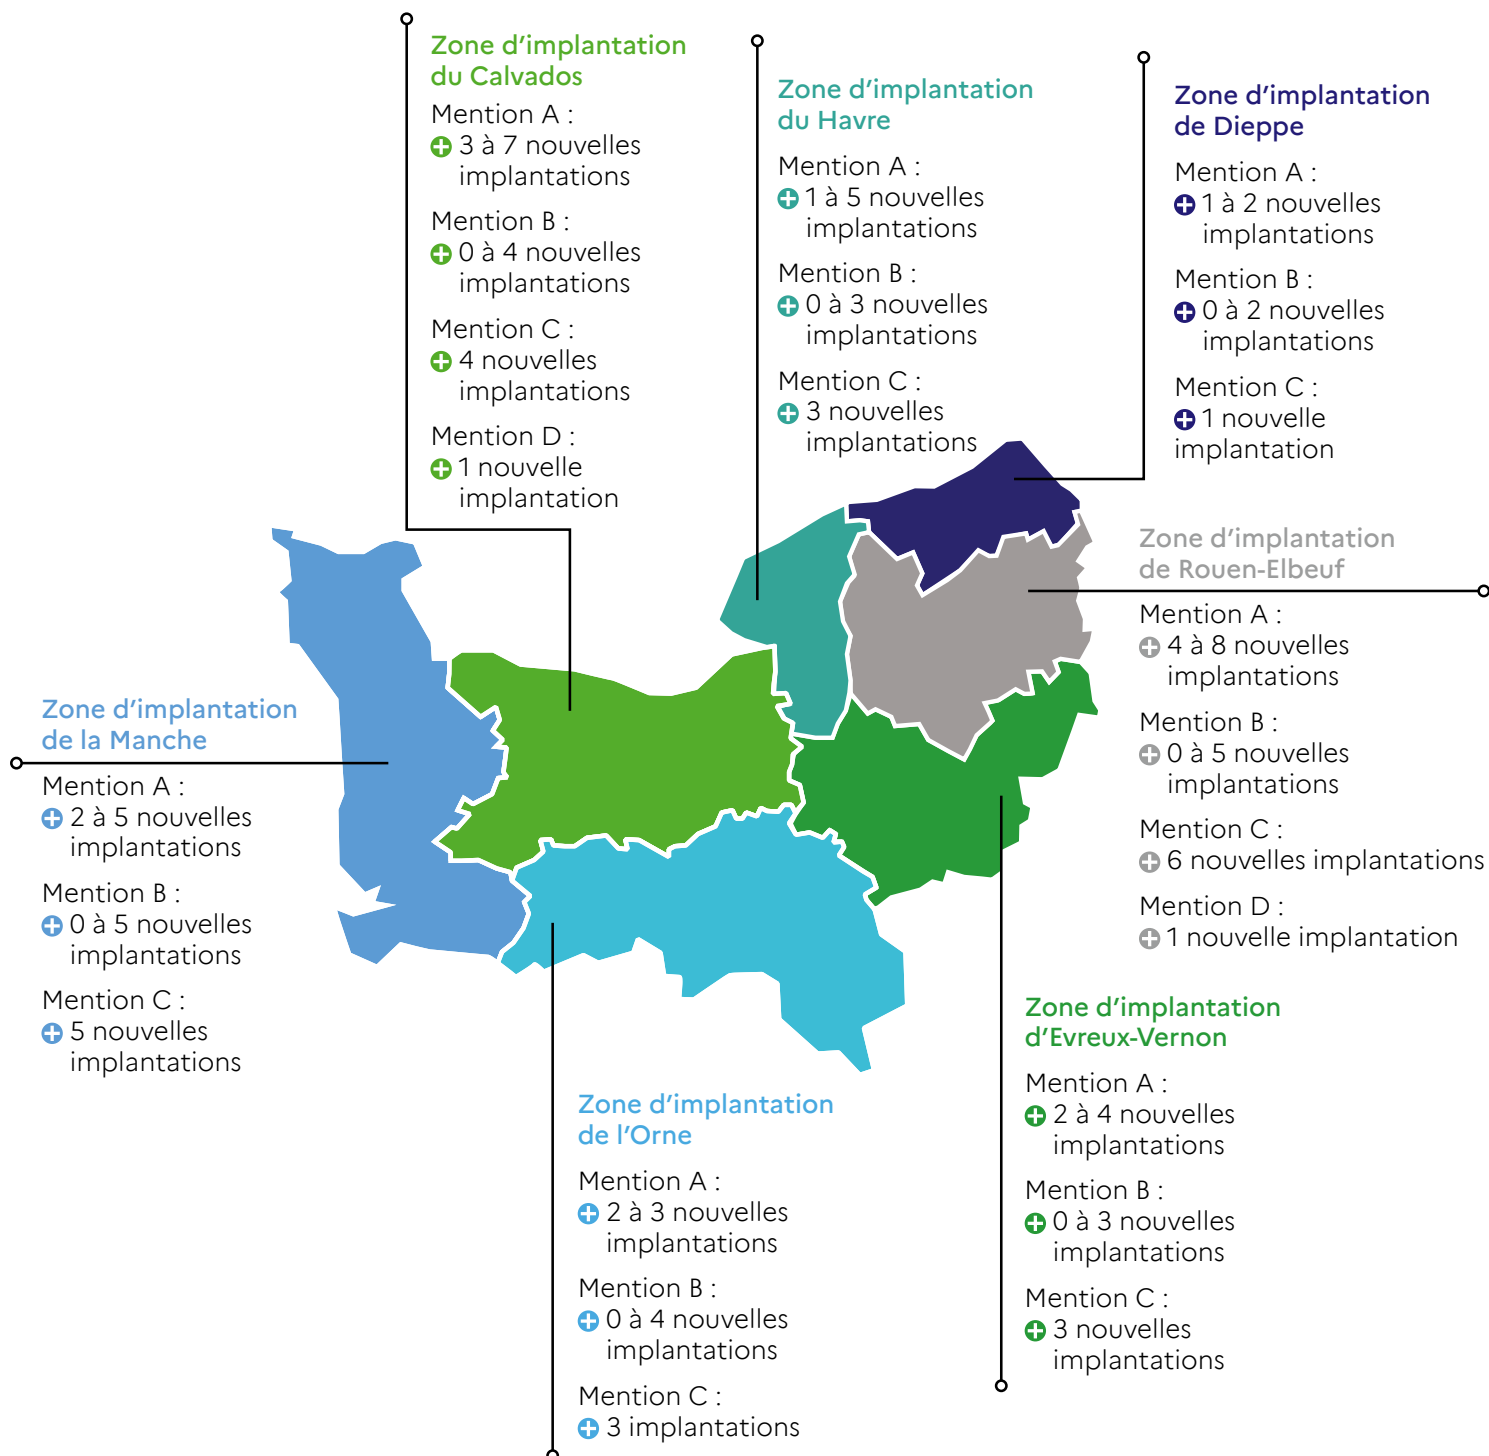 Zone d'implantation
du Calvados
Mention A :
3 à 7 nouvelles
implantations
Mention B :
0 à 4 nouvelles
implantations
Mention C :
4 nouvelles
implantations
Mention D :
1 nouvelle
implantation
Zone d'implantation
du Havre
Mention A :
1 à 5 nouvelles
implantations
Mention B :
0 à 3 nouvelles
implantations
Mention C :
3 nouvelles
implantations
Zone d'implantation
de Dieppe
Mention A :
1 à 2 nouvelles
implantations
Mention B :
0 à 2 nouvelles
implantations
Mention C :
1 nouvelle
implantation
Zone d'implantation
de Rouen-Elbeuf
Mention A :
4 à 8 nouvelles
implantations
Mention B :
0 à 5 nouvelles
implantations
Mention C :
6 nouvelles implantations
Mention D :
1 nouvelle implantation
Zone d'implantation
de la Manche
Mention A :
2 à 5 nouvelles
implantations
Mention B :
0 à 5 nouvelles
implantations
Mention C :
5 nouvelles
implantations
Zone d'implantation
de l'Orne
Mention A :
2 à 3 nouvelles
implantations
Mention B :
0 à 4 nouvelles
implantations
Mention C :
3 implantations
Zone d'implantation
d'Evreux-Vernon
Mention A :
2 à 4 nouvelles
implantations
Mention B :
0 à 3 nouvelles
implantations
Mention C :
3 nouvelles
implantations